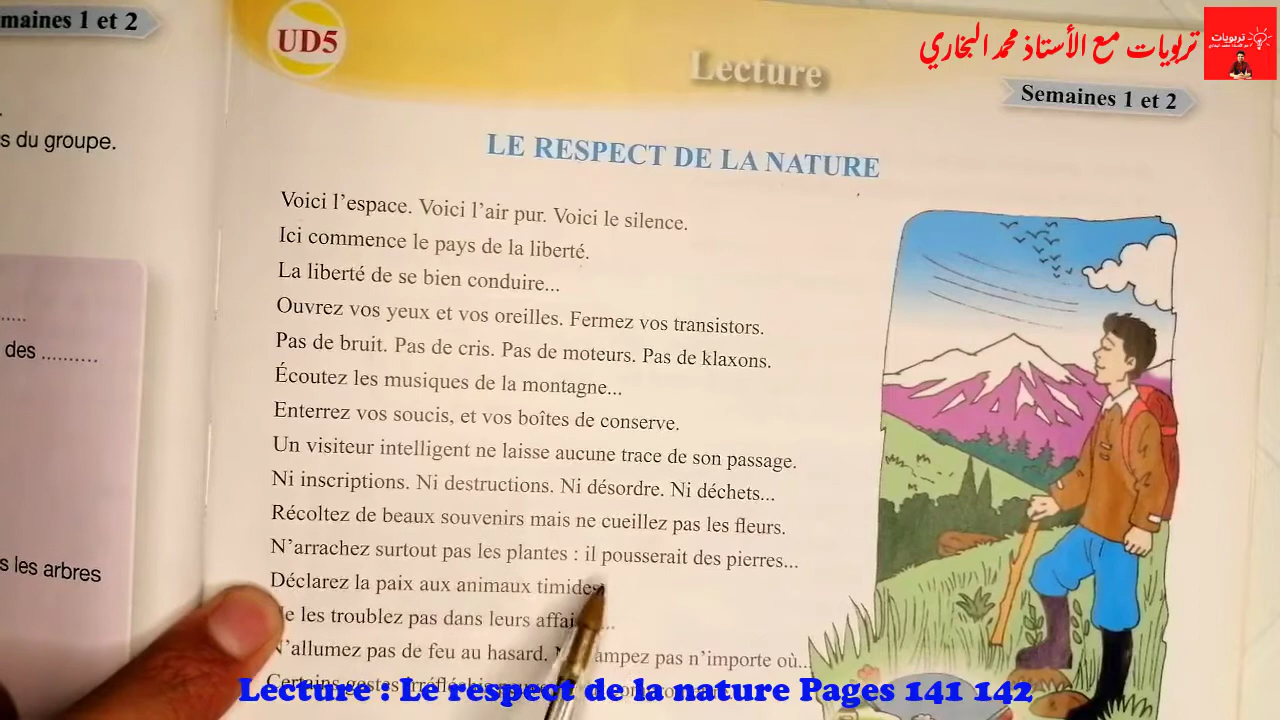 maines 1 et 2
s du groupe.
.....
des ..........
s les arbres
UD5
Lecture
Semaines 1 et 2
تربويات مع الأستاذ محمد البخاري
تربويات
LE RESPECT DE LA NATURE
Voici l'espace. Voici l'air pur. Voici le silence.
Ici commence le pays de la liberté.
La liberté de se bien conduire...
Ouvrez vos yeux et vos oreilles. Fermez vos transistors.
Pas de bruit. Pas de cris. Pas de moteurs. Pas de klaxons.
Écoutez les musiques de la montagne...
Enterrez vos soucis, et vos boîtes de conserve.
Un visiteur intelligent ne laisse aucune trace de son passage.
Ni inscriptions. Ni destructions. Ni désordre. Ni déchets...
Récoltez de beaux souvenirs mais ne cueillez pas les fleurs.
N'arrachez surtout pas les plantes : il pousserait des pierres...
Déclarez la paix aux animaux timides
les troublez pas dans leurs affai ...
N'allumez pas de feu au hasard. ampez pas n'importe où...
Certains gestes
Lecture : Le respect de la nature Pages 141 142